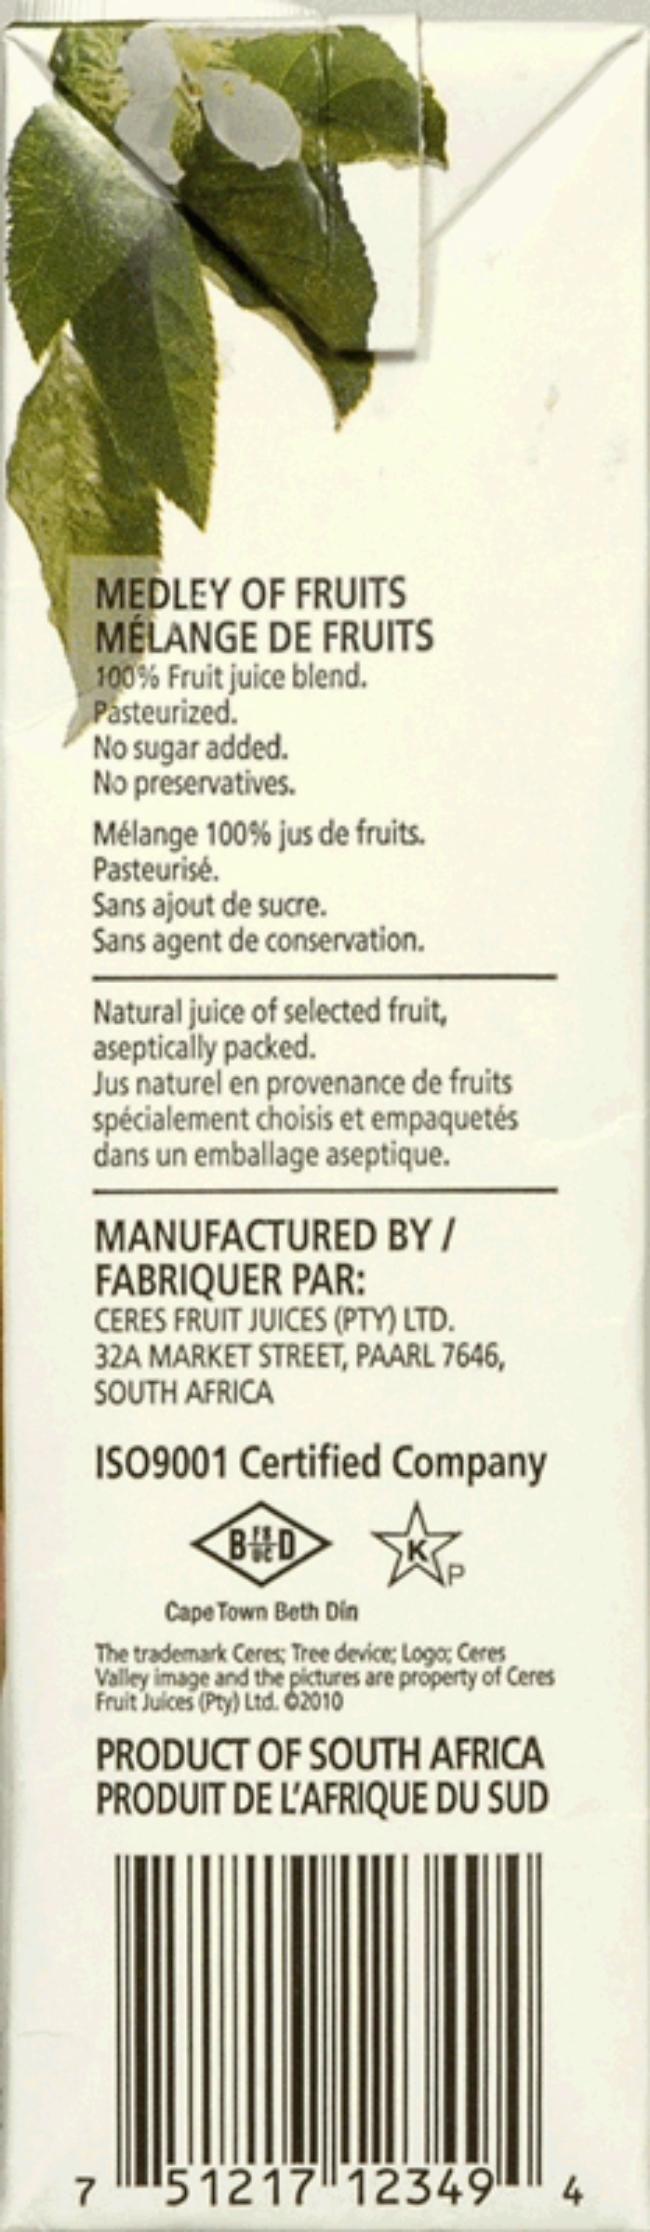 MEDLEY OF FRUITS
MÉLANGE DE FRUITS
100% Fruit juice blend.
Pasteurized.
No sugar added.
No preservatives.
Mélange 100% jus de fruits.
Pasteurisé.
Sans ajout de sucre.
Sans agent de conservation.
Natural juice of selected fruit,
aseptically packed.
Jus naturel en provenance de fruits
spécialement choisis et empaquetés
dans un emballage aseptique.
MANUFACTURED BY /
FABRIQUER PAR:
CERES FRUIT JUICES (PTY) LTD.
32A MARKET STREET, PAARL 7646,
SOUTH AFRICA
ISO9001 Certified Company
B FS UC D K P
Cape Town Beth Din
The trademark Ceres; Tree device; Logo; Ceres
Valley image and the pictures are property of Ceres
Fruit Juices (Pty) Ltd. ©2010
PRODUCT OF SOUTH AFRICA
PRODUIT DE L'AFRIQUE DU SUD
7 51217 12349 4